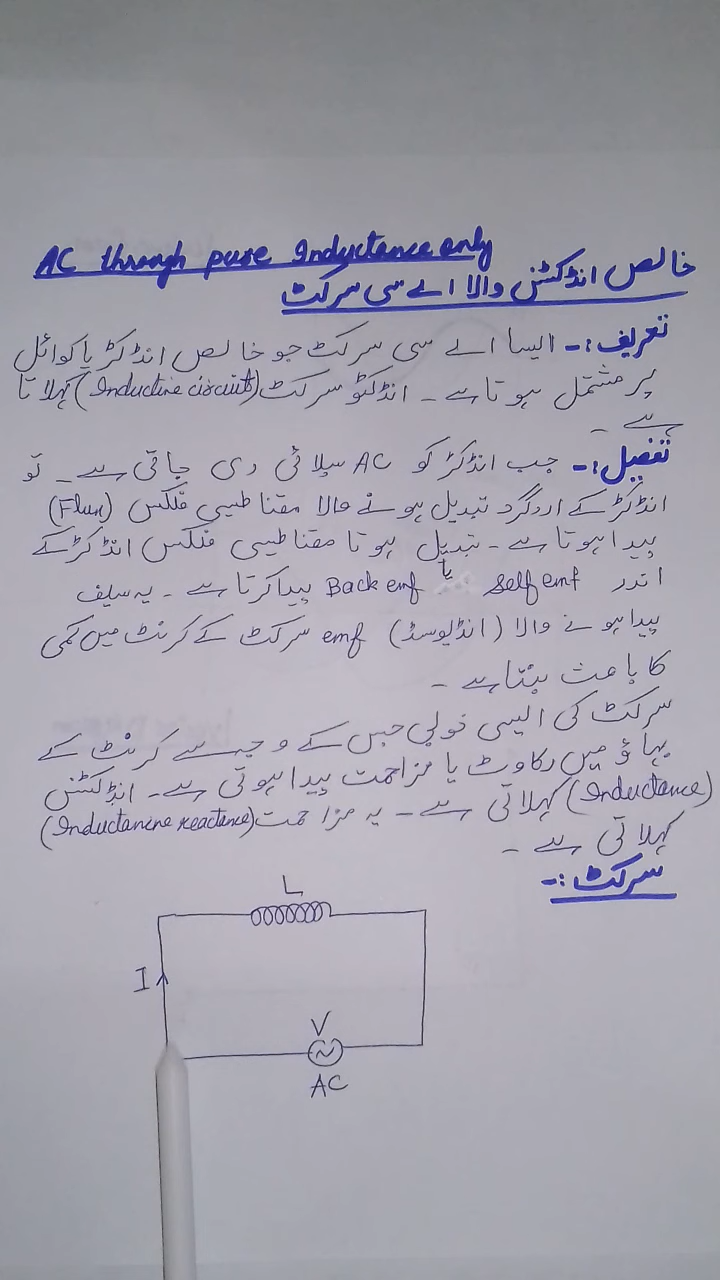 AC through pure Inductance only
خالص انڈکٹنس والا اے سی سرکٹ
تعریف:- ایسا اے سی سرکٹ جو خالص انڈکٹر یا کوائل
پر مشتمل ہوتا ہے - انڈکٹو سرکٹ (Inductive circuit) کہلاتا
ہے -
تفصیل:- جب انڈکٹر کو AC سپلائی دی جاتی ہے - تو
انڈکٹر کے اردگرد تبدیل ہونے والا مقناطیسی فلکس (Flux)
پیدا ہوتا ہے - تبدیل ہوتا مقناطیسی فلکس انڈکٹر کے
اندر self emf یا Back emf پیدا کرتا ہے - یہ سیلف
پیدا ہونے والا (انڈیوسڈ) emf سرکٹ کے کرنٹ میں کمی
کا باعث بنتا ہے -
سرکٹ کی ایسی خوبی جس کے وجہ سے کرنٹ کے
بہاؤ میں رکاوٹ یا مزاحمت پیدا ہوتی ہے - انڈکٹنس
(Inductance) کہلاتی ہے - یہ مزاحمت (Inductanine reactance)
کہلاتی ہے -
سرکٹ:-
L
I
V
AC